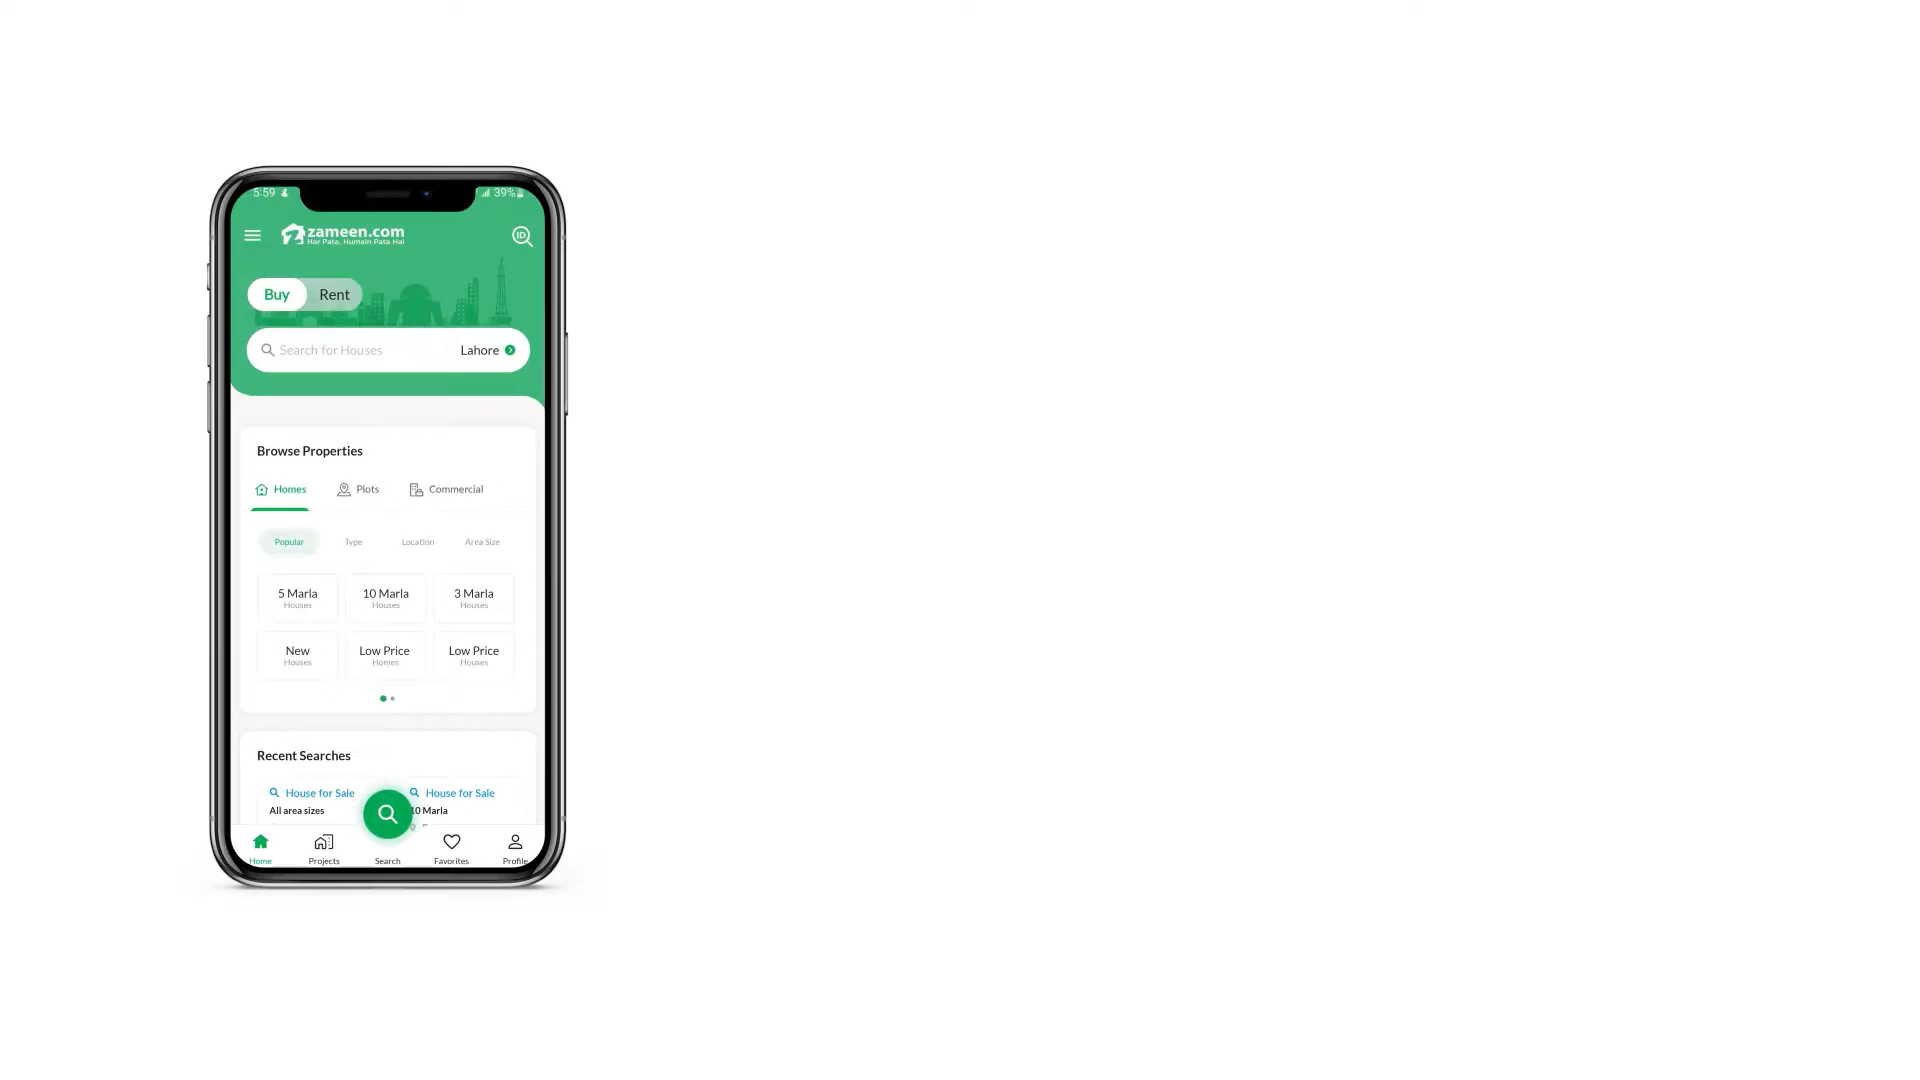 5:59
39%
zameen.com
Har Pata, Humain Pata Hai
ID
Buy
Rent
Search for Houses
Lahore
Browse Properties
Homes
Plots
Commercial
Popular
Type
Location
Area Size
5 Marla
Houses
10 Marla
Houses
3 Marla
Houses
New
Houses
Low Price
Homes
Low Price
Houses
Recent Searches
House for Sale
All area sizes
House for Sale
10 Marla
Home
Projects
Search
Favorites
Profile